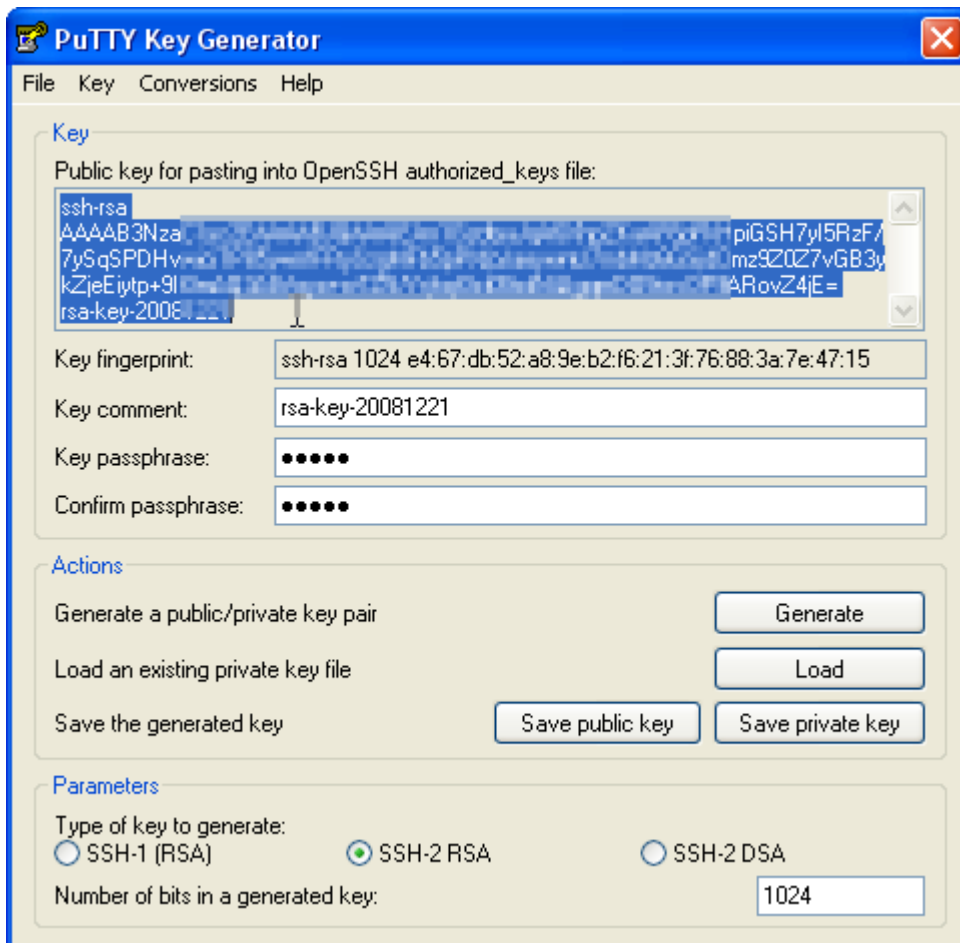 PuTTY Key Generator
File Key Conversions Help
Key
Public key for pasting into OpenSSH authorized_keys file:
ssh-rsa
AAAAB3Nza piGSH7yI5RzF/
7ySqSPDHv mz9Z0Z7vGB3y
kZjeEiytp+9I ARovZ4jE=
rsa-key-2008
Key fingerprint: ssh-rsa 1024 e4:67:db:52:a8:9e:b2:f6:21:3f:76:88:3a:7e:47:15
Key comment: rsa-key-20081221
Key passphrase: •••••
Confirm passphrase: •••••
Actions
Generate a public/private key pair Generate
Load an existing private key file Load
Save the generated key Save public key Save private key
Parameters
Type of key to generate:
SSH-1 (RSA) SSH-2 RSA SSH-2 DSA
Number of bits in a generated key: 1024